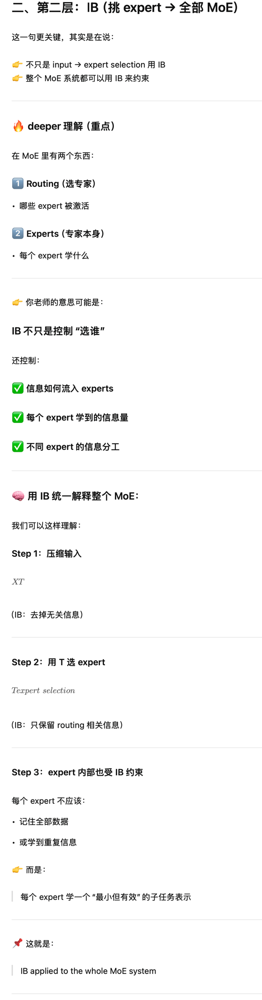 二、第二层：IB（挑 expert → 全部 MoE）
这一句更关键，其实是在说：
👉 不只是 input → expert selection 用 IB
👉 整个 MoE 系统都可以用 IB 来约束
🔥 deeper 理解（重点）
在 MoE 里有两个东西：
1️⃣ Routing（选专家）
• 哪些 expert 被激活
2️⃣ Experts（专家本身）
• 每个 expert 学什么
👉 你老师的意思可能是：
IB 不只是控制 “选谁”
还控制：
✅ 信息如何流入 experts
✅ 每个 expert 学到的信息量
✅ 不同 expert 的信息分工
🧠 用 IB 统一解释整个 MoE：
我们可以这样理解：
Step 1：压缩输入
XT
（IB：去掉无关信息）
Step 2：用 T 选 expert
Texpert selection
（IB：只保留 routing 相关信息）
Step 3：expert 内部也受 IB 约束
每个 expert 不应该：
• 记住全部数据
• 或学到重复信息
👉 而是：
每个 expert 学一个 “最小但有效” 的子任务表示
📌 这就是：
IB applied to the whole MoE system